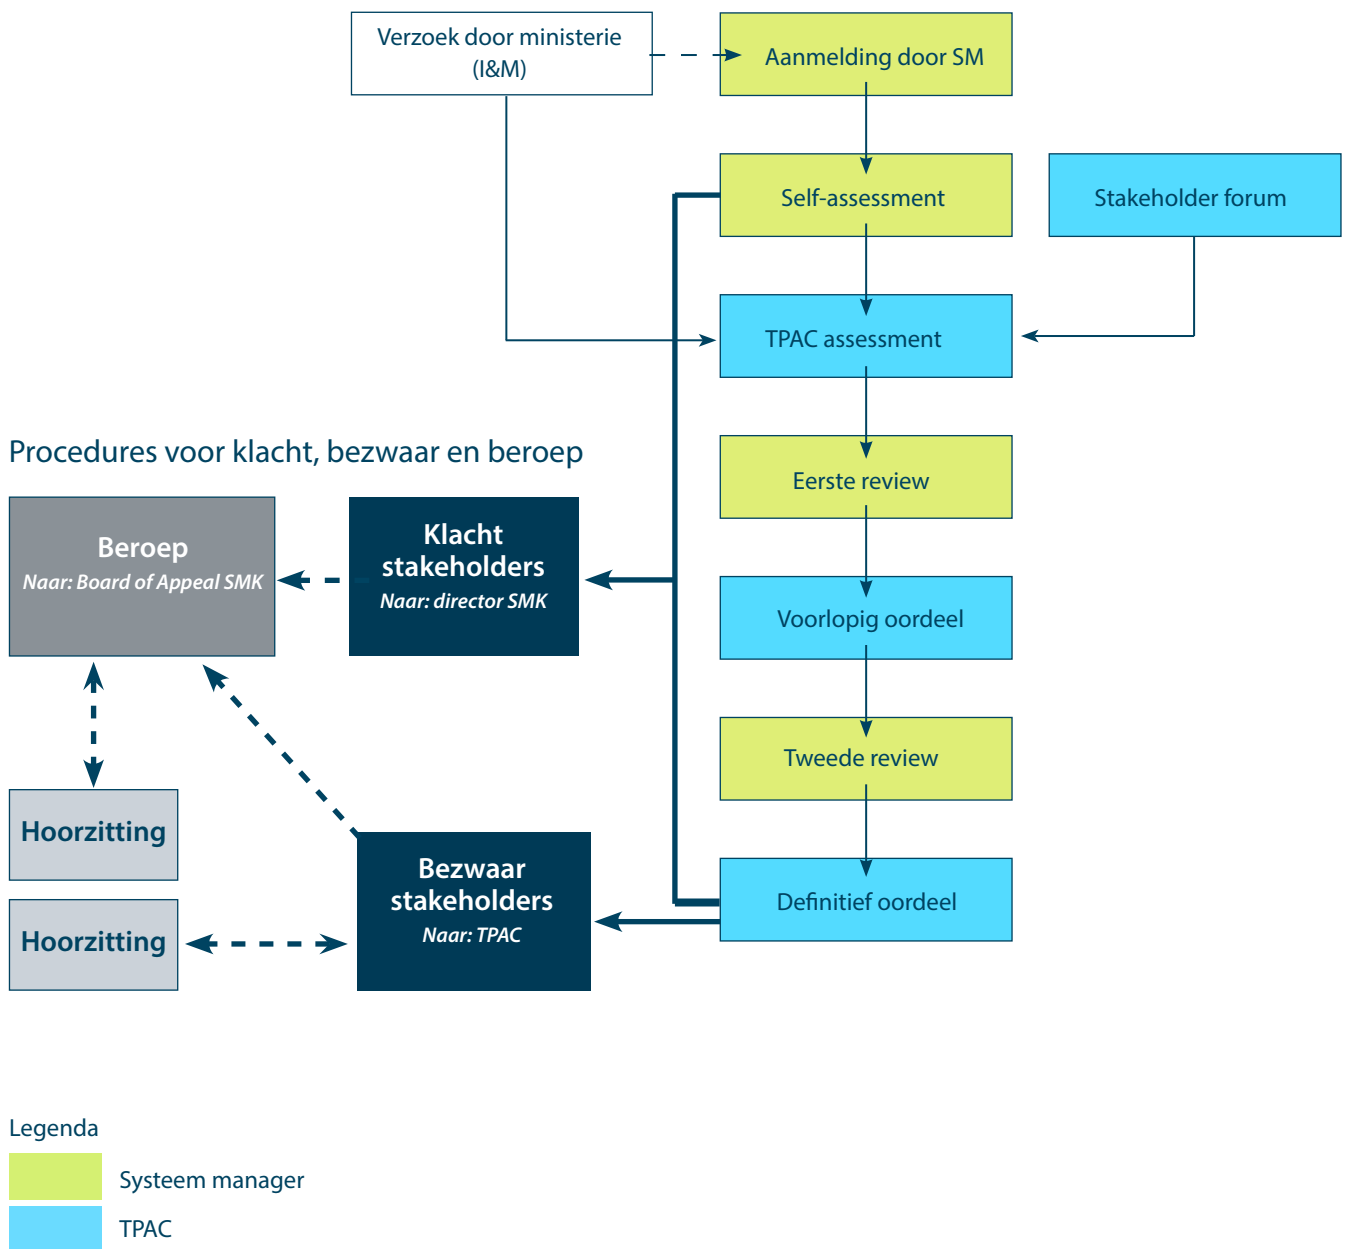 Verzoek door ministerie
(I&M)
Aanmelding door SM
Self-assessment
Stakeholder forum
TPAC assessment
Procedures voor klacht, bezwaar en beroep
Eerste review
Beroep
Naar: Board of Appeal SMK
Klacht
stakeholders
Naar: director SMK
Voorlopig oordeel
Tweede review
Hoorzitting
Bezwaar
stakeholders
Naar: TPAC
Definitief oordeel
Hoorzitting
Legenda
Systeem manager
TPAC